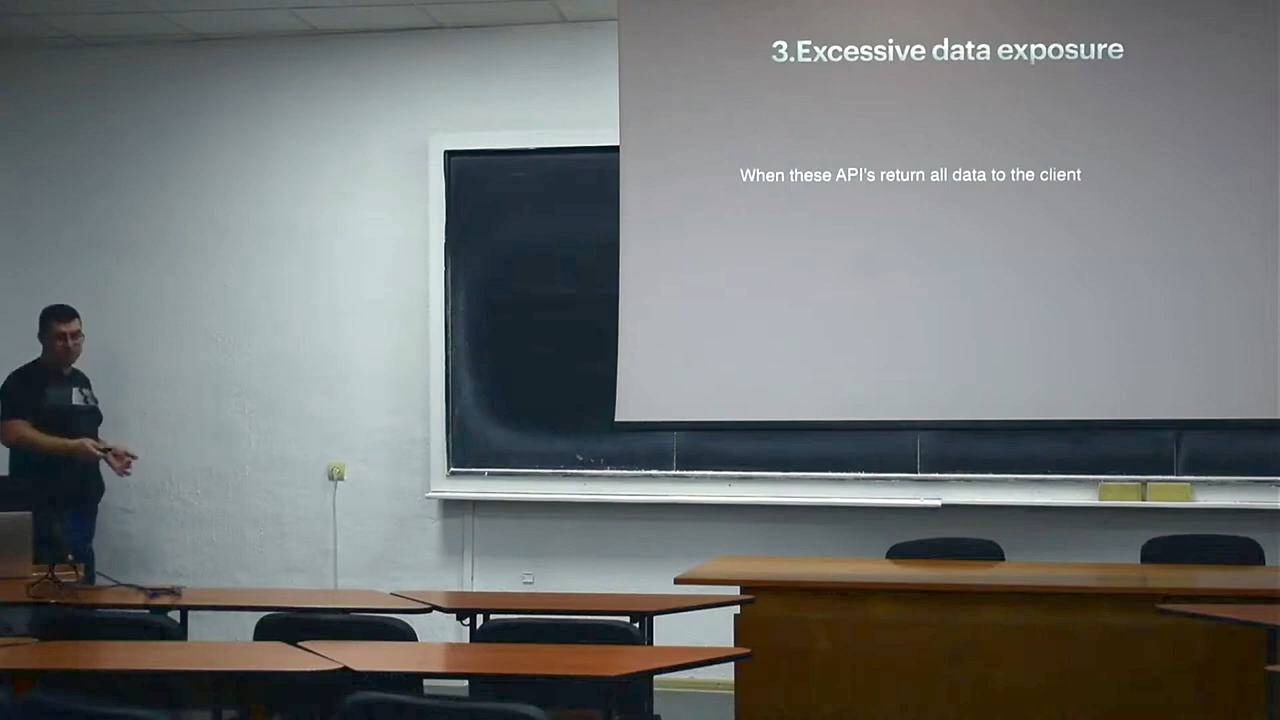 3.Excessive data exposure
When these API's return all data to the client